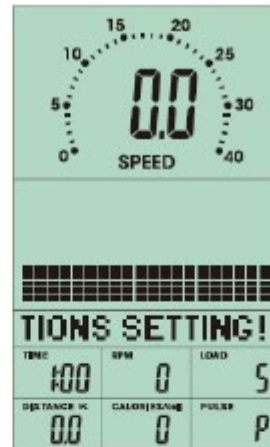 15 20
10 25
5 30
0 40
0.0
SPEED
TIONS SETTING!
TIME RPM LOAD
1:00 0 5
DISTANCE K CALORIES PULSE
0.0 0 P